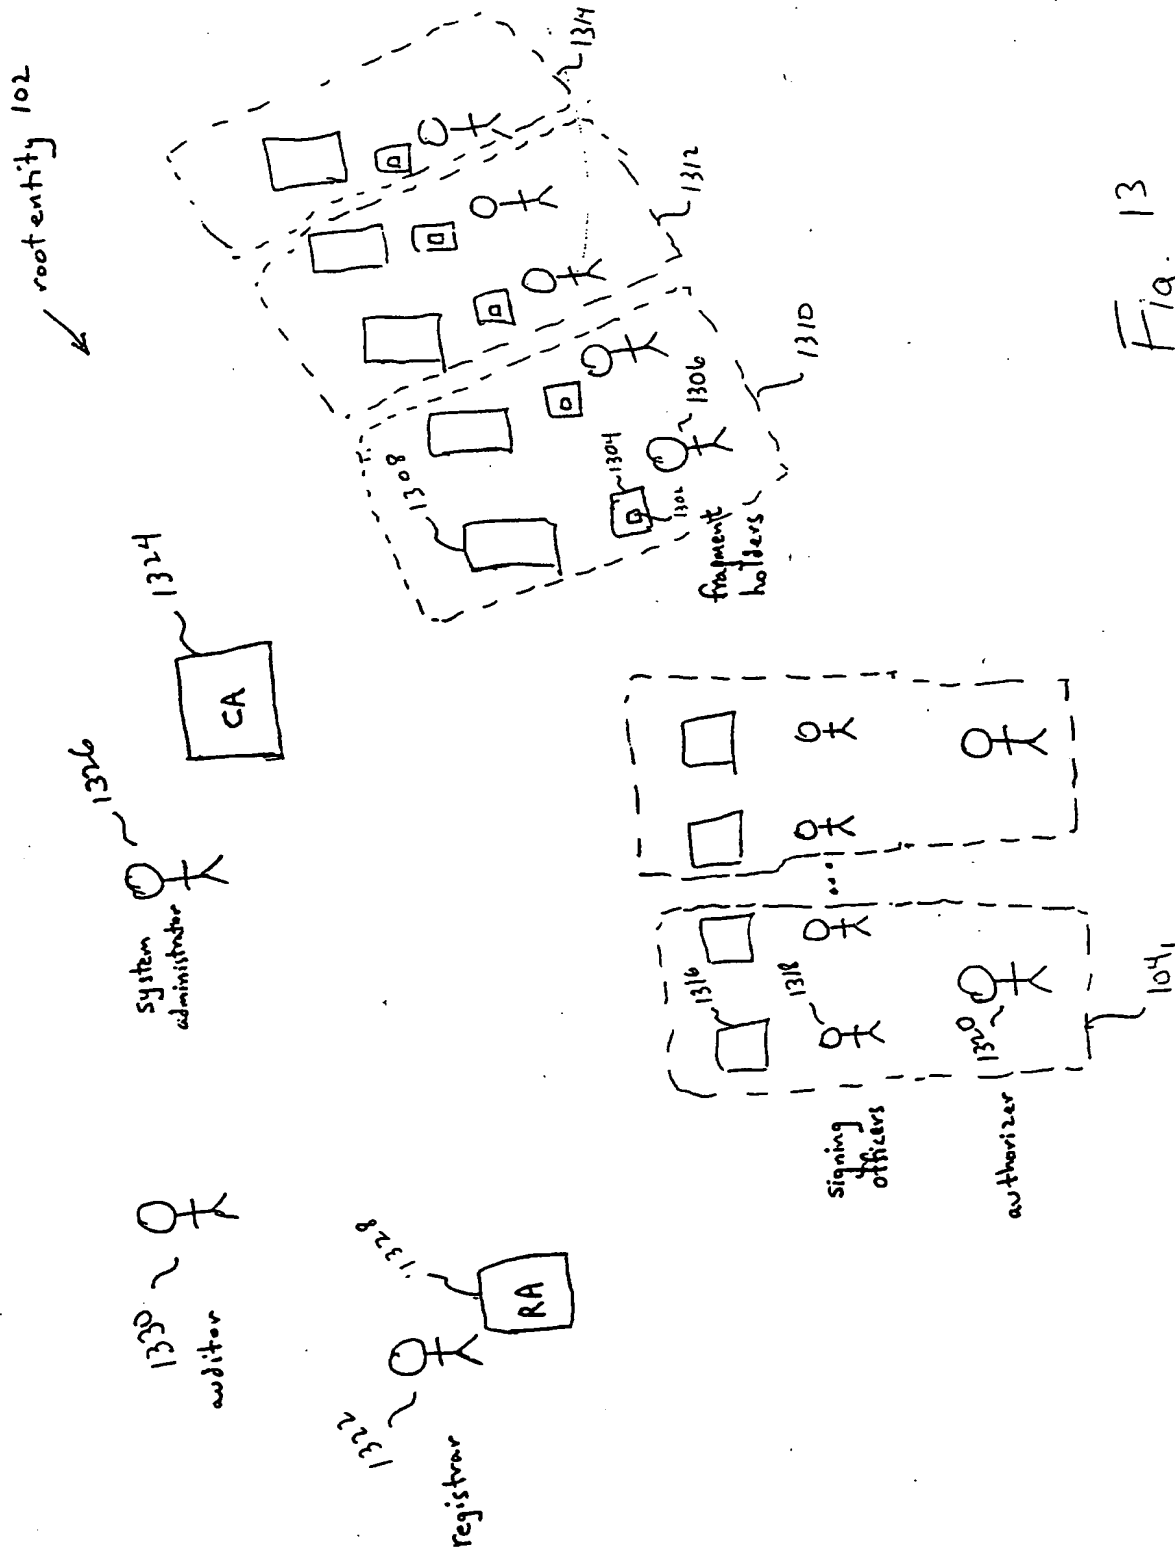 root entity 102
1330
auditor
1322
registrar
1328
RA
system
administrator
1326
CA
1324
1308
1304
1302
1306
fragment
holders
1310
1312
1314
1316
1318
signing
officers
1320
authorizer
104,
...
Fig. 13